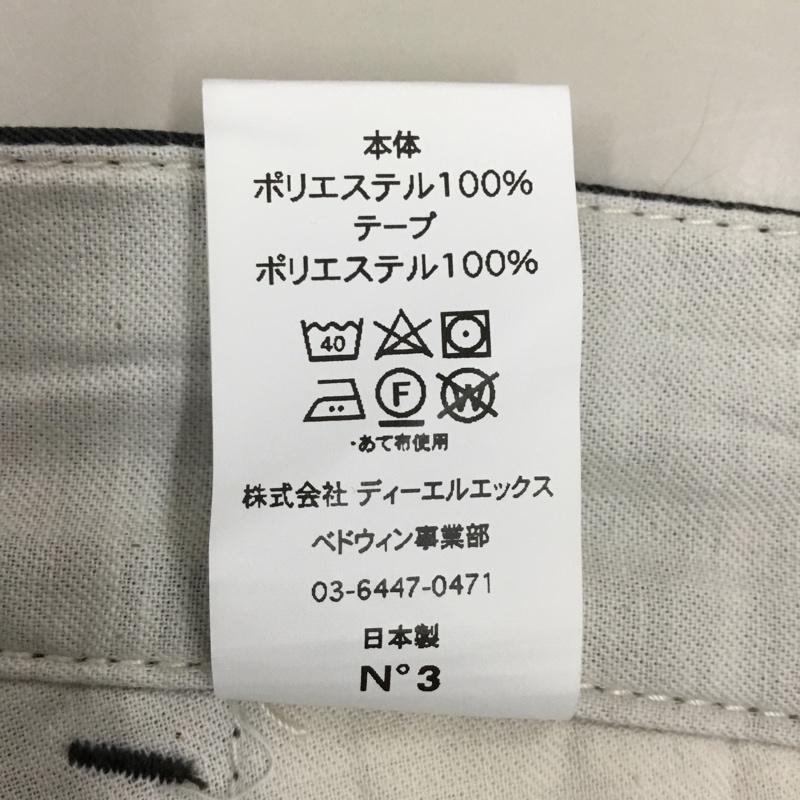 本体
ポリエステル100%
テープ
ポリエステル100%
40
F W
・あて布使用
株式会社 ディーエルエックス
ベドウィン事業部
03-6447-0471
日本製
N°3